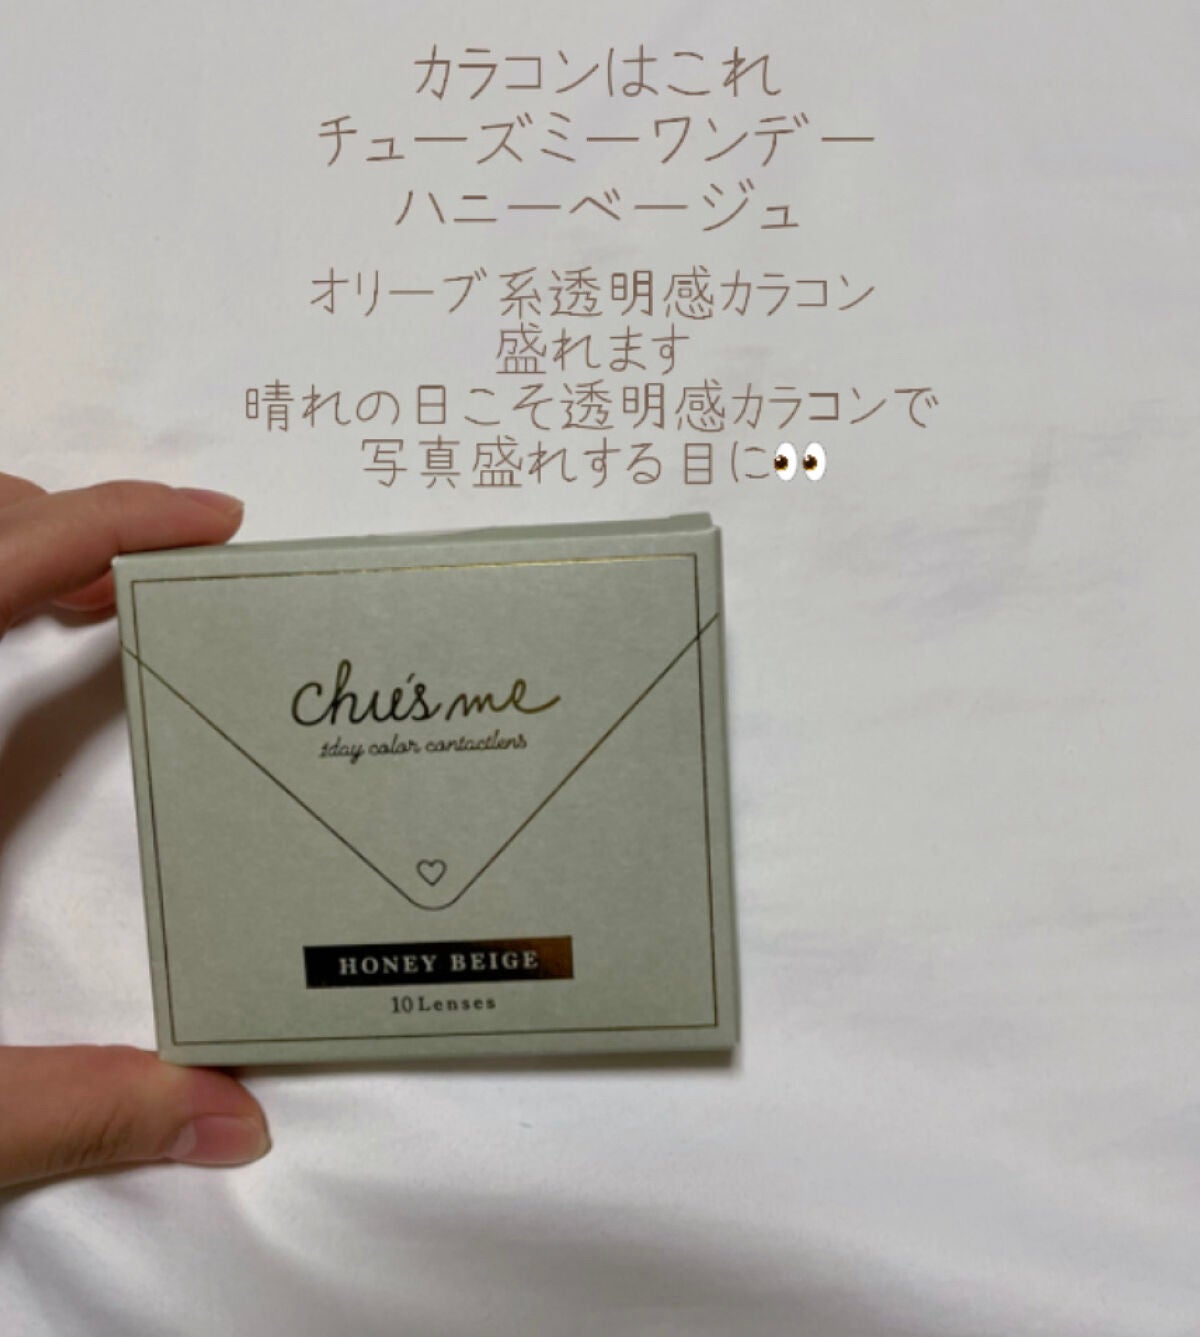 カラコンはこれ
チューズミーワンデー
ハニーベージュ
オリーブ系透明感カラコン
盛れます
晴れの日こそ透明感カラコンで
写真盛れする目に👀
chu's me
1day color contactlens
HONEY BEIGE
10Lenses